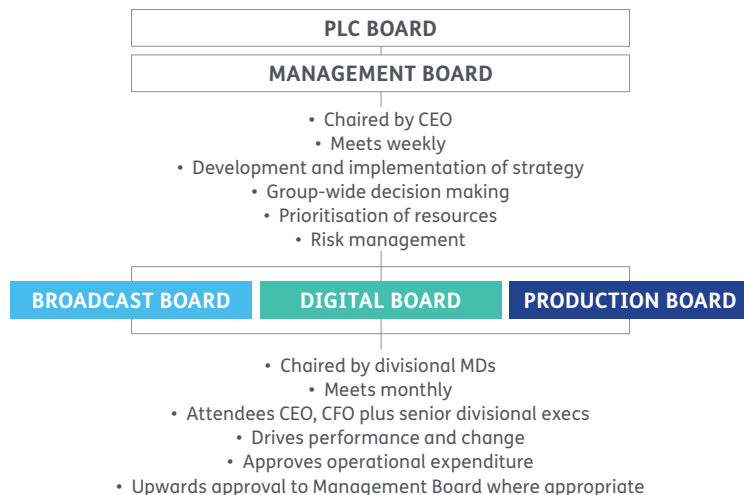 PLC BOARD
MANAGEMENT BOARD
• Chaired by CEO
• Meets weekly
• Development and implementation of strategy
• Group-wide decision making
• Prioritisation of resources
• Risk management
BROADCAST BOARD DIGITAL BOARD PRODUCTION BOARD
• Chaired by divisional MDs
• Meets monthly
• Attendees CEO, CFO plus senior divisional execs
• Drives performance and change
• Approves operational expenditure
• Upwards approval to Management Board where appropriate